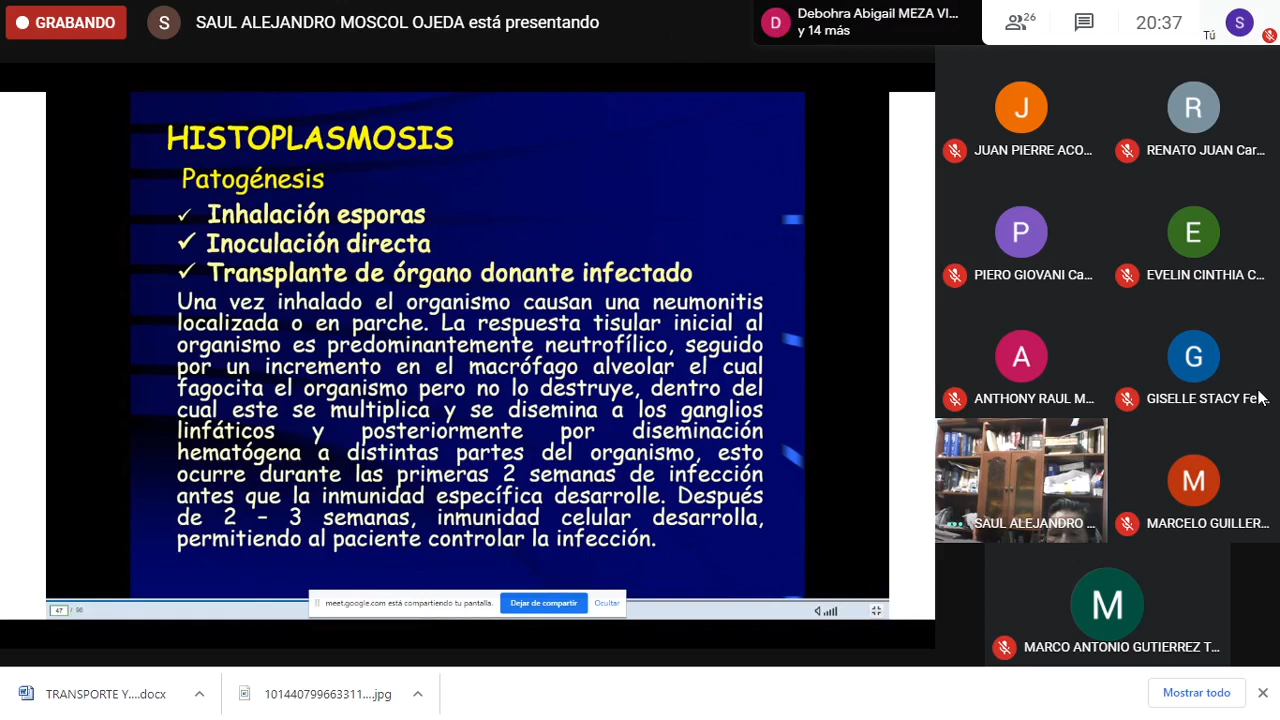 GRABANDO
S
SAUL ALEJANDRO MOSCOL OJEDA está presentando
D
Debohra Abigail MEZA VI...
y 14 más
26
20:37
Tú
S
HISTOPLASMOSIS
Patogénesis
✓ Inhalación esporas
✓ Inoculación directa
✓ Transplante de órgano donante infectado
Una vez inhalado el organismo causan una neumonitis
localizada o en parche. La respuesta tisular inicial al
organismo es predominantemente neutrofílico, seguido
por un incremento en el macrófago alveolar el cual
fagocita el organismo pero no lo destruye, dentro del
cual este se multiplica y se disemina a los ganglios
linfáticos y posteriormente por diseminación
hematógena a distintas partes del organismo, esto
ocurre durante las primeras 2 semanas de infección
antes que la inmunidad específica desarrolle. Después
de 2 – 3 semanas, inmunidad celular desarrolla,
permitiendo al paciente controlar la infección.
meet.google.com está compartiendo tu pantalla.
Dejar de compartir
Ocultar
47 / 98
J
JUAN PIERRE ACO...
R
RENATO JUAN Car...
P
PIERO GIOVANI Ca...
E
EVELIN CINTHIA C...
A
ANTHONY RAUL M...
G
GISELLE STACY Fe...
SAUL ALEJANDRO ...
M
MARCELO GUILLER...
M
MARCO ANTONIO GUTIERREZ T...
TRANSPORTE Y....docx
101440799663311....jpg
Mostrar todo